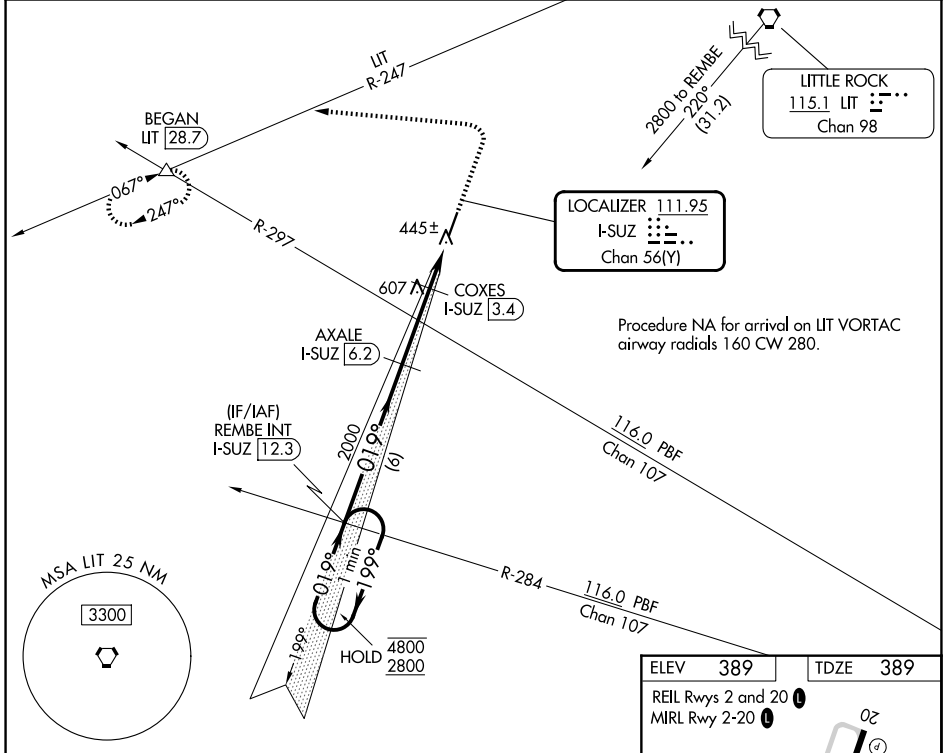 LIT
R-247
BEGAN
LIT 28.7
067°
247°
R-297
2800 to REMBE
220°
(31.2)
LITTLE ROCK
115.1 LIT
Chan 98
LOCALIZER 111.95
I-SUZ
Chan 56(Y)
445±
607
COXES
I-SUZ 3.4
AXALE
I-SUZ 6.2
Procedure NA for arrival on LIT VORTAC
airway radials 160 CW 280.
(IF/IAF)
REMBE INT
I-SUZ 12.3
2000
019°
(6)
116.0 PBF
Chan 107
019°
1 min
199°
199°
HOLD 4800
2800
R-284
116.0 PBF
Chan 107
MSA LIT 25 NM
3300
ELEV 389
TDZE 389
REIL Rwys 2 and 20 L
MIRL Rwy 2-20 L
20
P